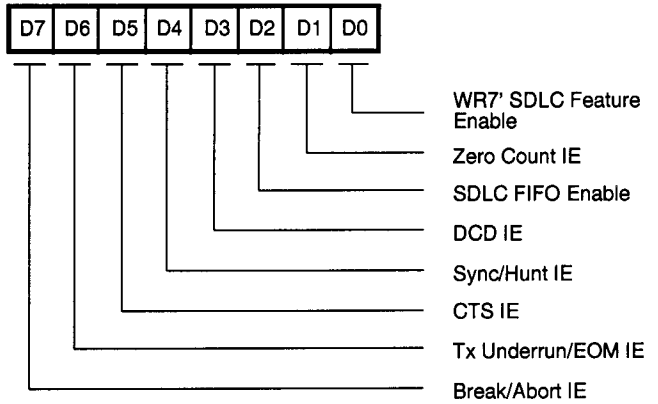 D7 D6 D5 D4 D3 D2 D1 D0
WR7' SDLC Feature
Enable
Zero Count IE
SDLC FIFO Enable
DCD IE
Sync/Hunt IE
CTS IE
Tx Underrun/EOM IE
Break/Abort IE